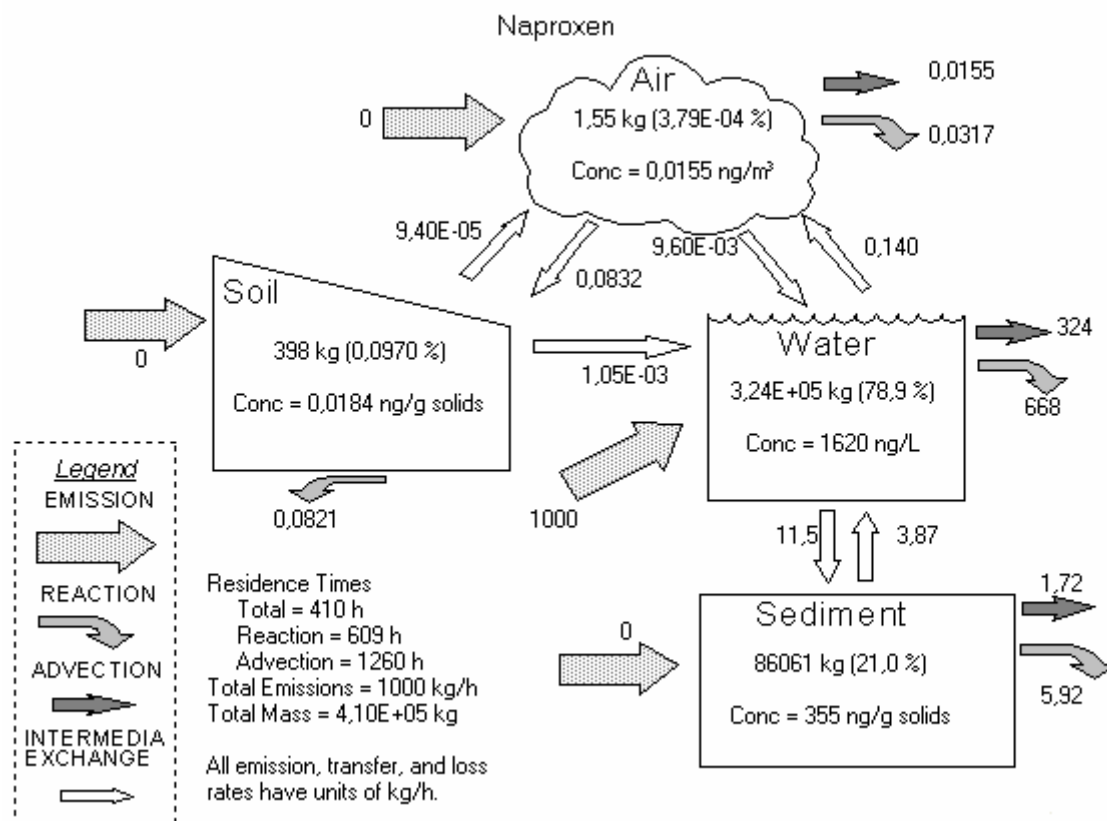 Naproxen
Air
1,55 kg (3,79E-04 %)
Conc = 0,0155 ng/m³
0
0,0155
0,0317
9,40E-05
0,0832
9,60E-03
0,140
Soil
398 kg (0,0970 %)
Conc = 0,0184 ng/g solids
0
0,0821
1,05E-03
Water
3,24E+05 kg (78,9 %)
Conc = 1620 ng/L
324
668
1000
11,5
3,87
Sediment
86061 kg (21,0 %)
Conc = 355 ng/g solids
0
1,72
5,92
Legend
EMISSION
REACTION
ADVECTION
INTERMEDIA
EXCHANGE
Residence Times
Total = 410 h
Reaction = 609 h
Advection = 1260 h
Total Emissions = 1000 kg/h
Total Mass = 4,10E+05 kg
All emission, transfer, and loss
rates have units of kg/h.